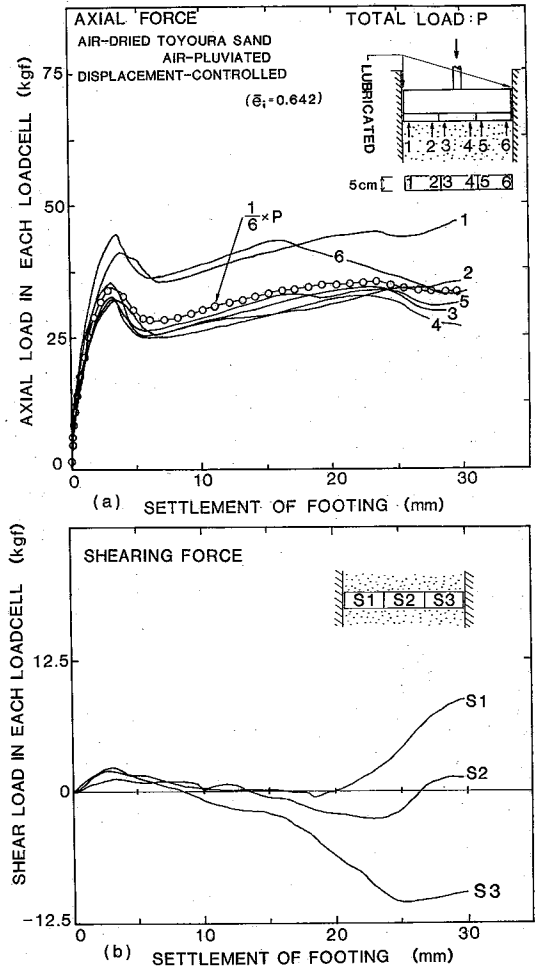 AXIAL FORCE
AIR-DRIED TOYOURA SAND
AIR-PLUVIATED
DISPLACEMENT-CONTROLLED
(ēi=0.642)
TOTAL LOAD:P
LUBRICATED
1 2 3 4 5 6
5cm
1 2 3 4 5 6
AXIAL LOAD IN EACH LOADCELL (kgf)
75
50
25
0
1/6×P
1
6
2
5
3
4
0 10 20 30
(a) SETTLEMENT OF FOOTING (mm)
SHEARING FORCE
S1 S2 S3
SHEAR LOAD IN EACH LOADCELL (kgf)
12.5
0
-12.5
S1
S2
S3
0 10 20 30
(b) SETTLEMENT OF FOOTING (mm)